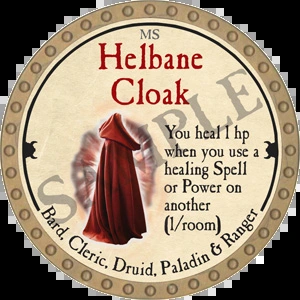 MS
Helbane
Cloak
You heal 1 hp
when you use a
healing Spell
or Power on
another
(1/room)
Bard, Cleric, Druid, Paladin & Ranger
SAMPLE